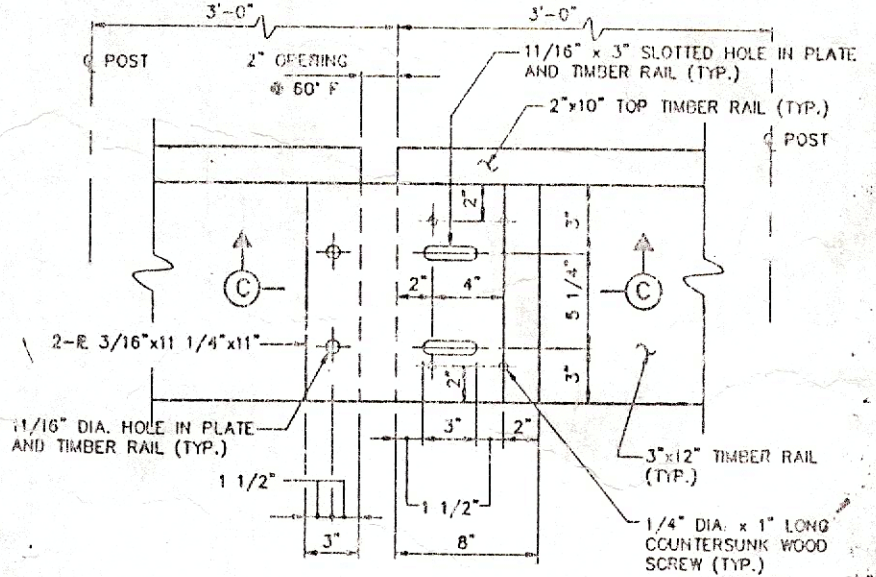 3'-0"
3'-0"
℄ POST
2" OPENING
@ 60° F
11/16" x 3" SLOTTED HOLE IN PLATE
AND TIMBER RAIL (TYP.)
2"x10" TOP TIMBER RAIL (TYP.)
℄ POST
2"
3"
C
2"
4"
5 1/4"
C
2-PL 3/16"x11 1/4"x11"
2"
3"
11/16" DIA. HOLE IN PLATE
AND TIMBER RAIL (TYP.)
3"
2"
3"x12" TIMBER RAIL
(TYP.)
1 1/2"
1 1/2"
1/4" DIA. x 1" LONG
COUNTERSUNK WOOD
SCREW (TYP.)
3"
8"